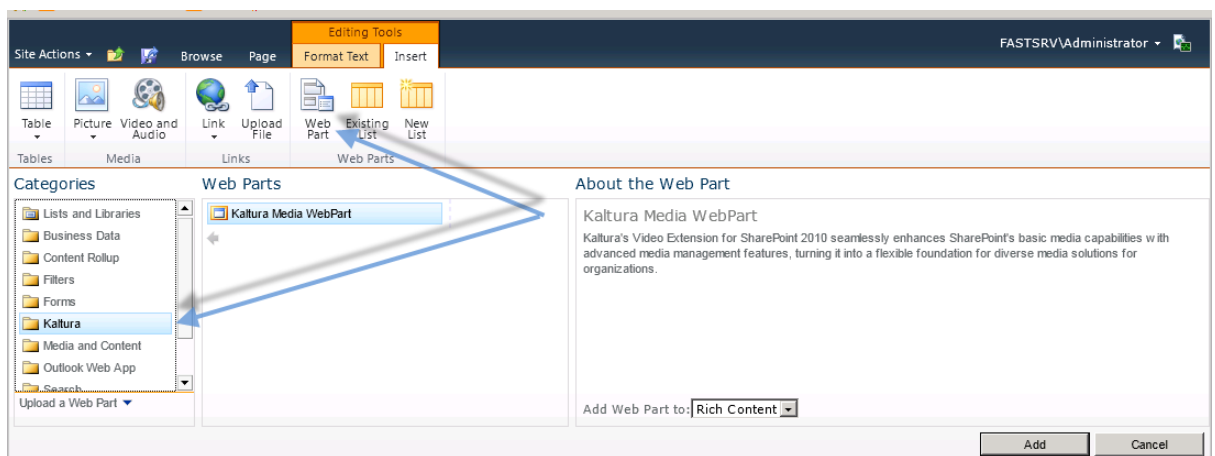 Editing Tools
Site Actions Browse Page Format Text Insert FASTSRV\Administrator
Table Picture Video and Audio Link Upload File Web Part Existing List New List
Tables Media Links Web Parts
Categories Web Parts About the Web Part
Lists and Libraries
Business Data
Content Rollup
Filters
Forms
Kaltura
Media and Content
Outlook Web App
Search
Upload a Web Part
Kaltura Media WebPart
Kaltura Media WebPart
Kaltura's Video Extension for SharePoint 2010 seamlessly enhances SharePoint's basic media capabilities with
advanced media management features, turning it into a flexible foundation for diverse media solutions for
organizations.
Add Web Part to: Rich Content
Add Cancel